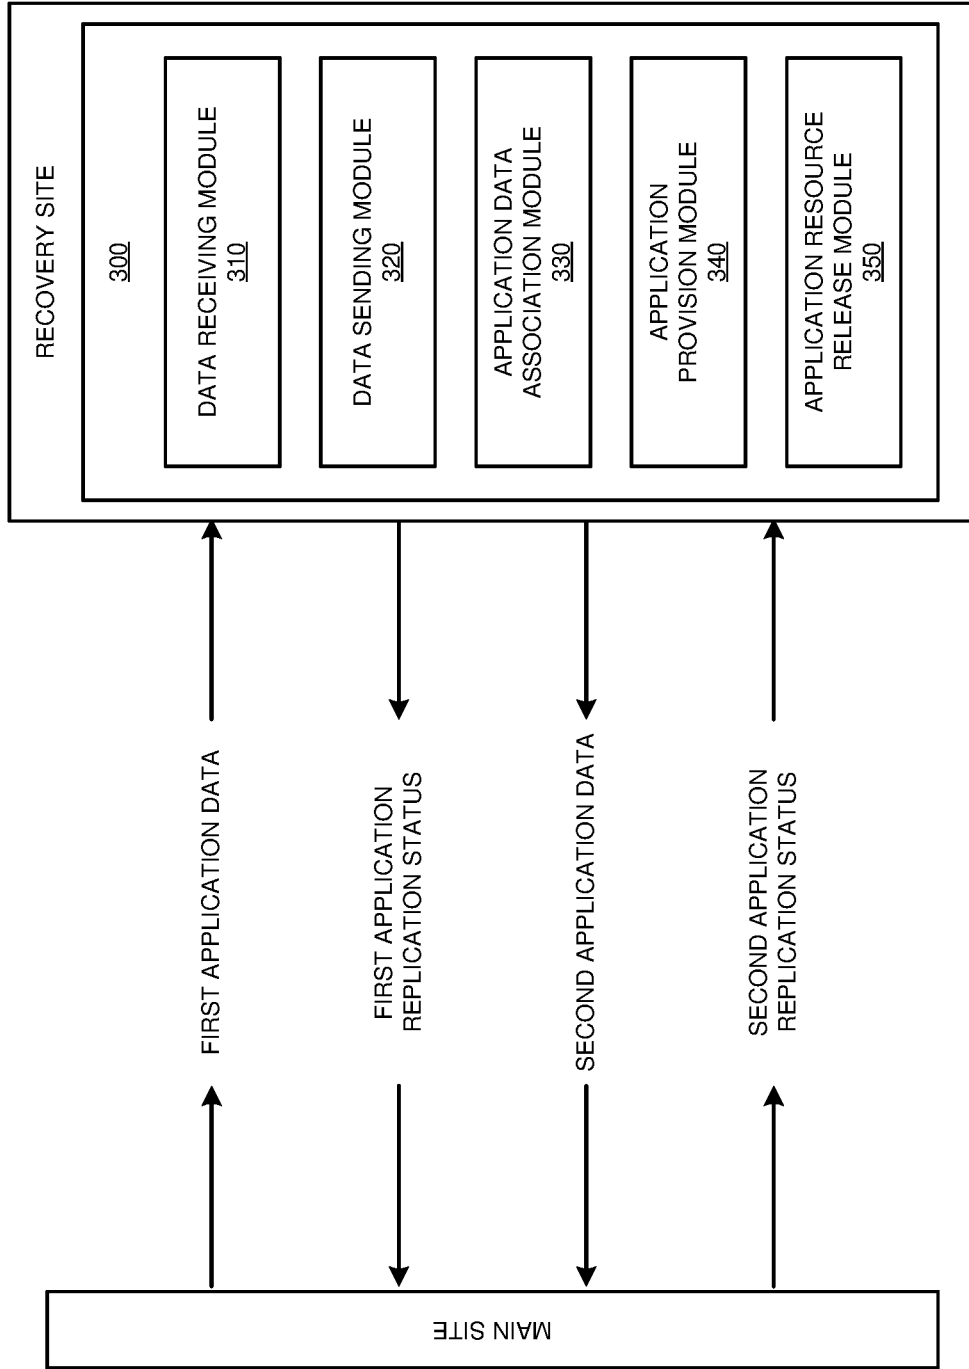 RECOVERY SITE
300
DATA RECEIVING MODULE
310
DATA SENDING MODULE
320
APPLICATION DATA
ASSOCIATION MODULE
330
APPLICATION
PROVISION MODULE
340
APPLICATION RESOURCE
RELEASE MODULE
350
FIRST APPLICATION DATA
FIRST APPLICATION
REPLICATION STATUS
SECOND APPLICATION DATA
SECOND APPLICATION
REPLICATION STATUS
MAIN SITE